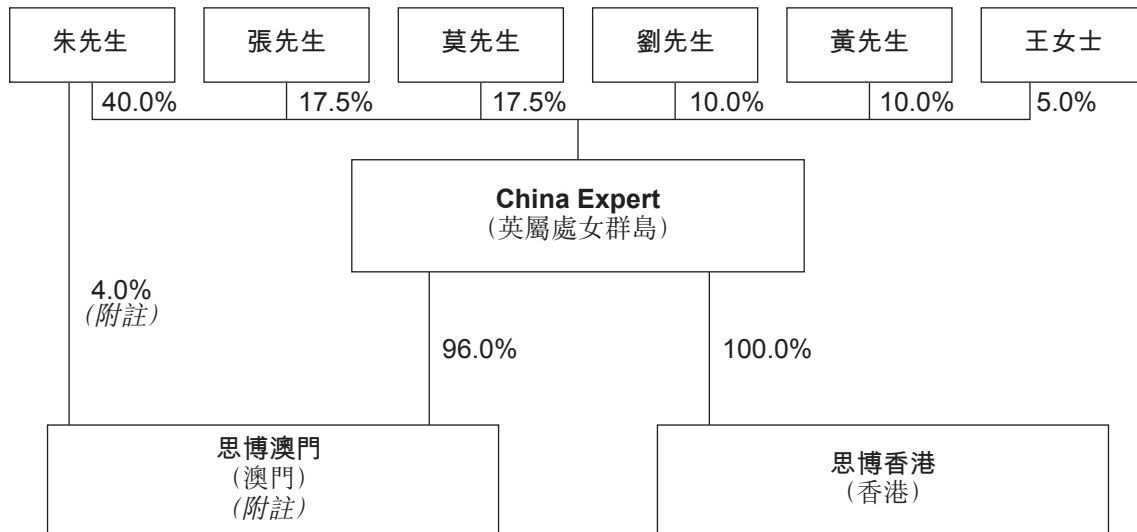 朱先生
張先生
莫先生
劉先生
黃先生
王女士
40.0%
17.5%
17.5%
10.0%
10.0%
5.0%
China Expert
（英屬處女群島）
4.0%
（附註）
96.0%
100.0%
思博澳門
（澳門）
（附註）
思博香港
（香港）